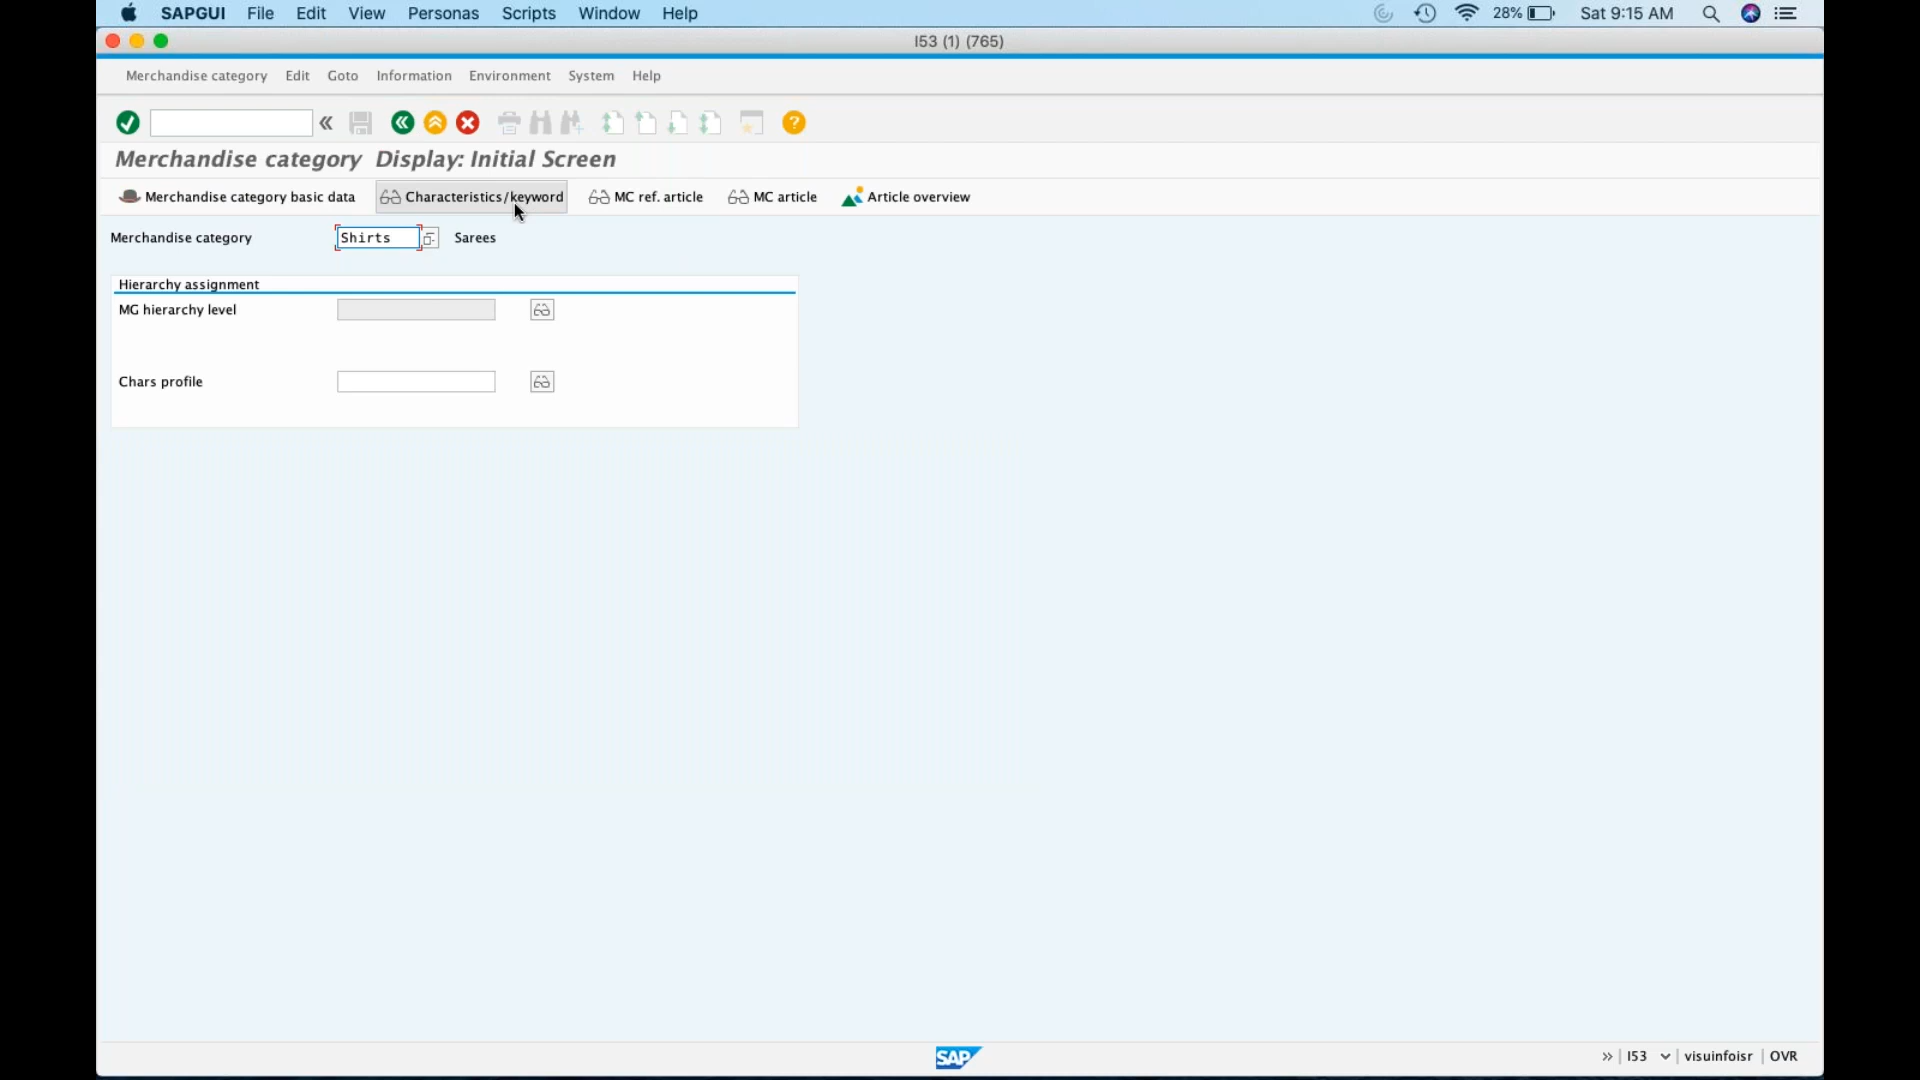 SAPGUI File Edit View Personas Scripts Window Help 28% Sat 9:15 AM
I53 (1) (765)
Merchandise category Edit Goto Information Environment System Help
Merchandise category Display: Initial Screen
Merchandise category basic data Characteristics/keyword MC ref. article MC article Article overview
Merchandise category Shirts Sarees
Hierarchy assignment
MG hierarchy level
Chars profile
SAP I53 visuinfoisr OVR